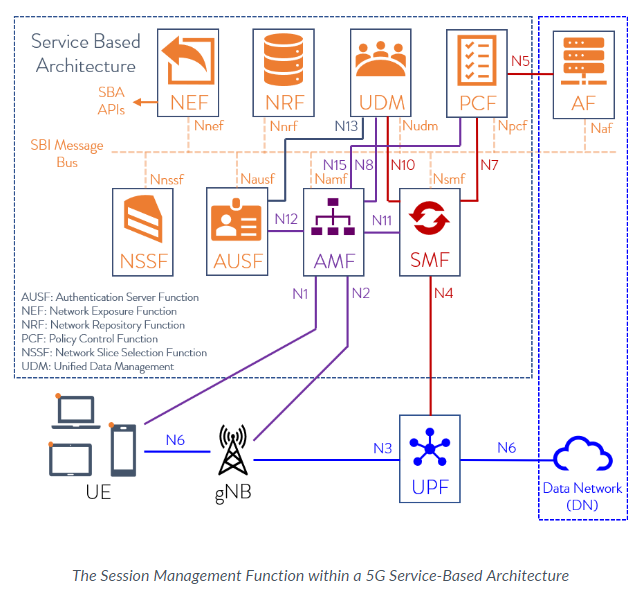 Service Based
Architecture
SBA
APIs
NEF
NRF
UDM
PCF
N5
AF
Nnef
Nnrf
N13
Nudm
Npcf
Naf
SBI Message
Bus
Nnssf
Nausf
N15
Namf
N8
N10
Nsmf
N7
NSSF
AUSF
N12
AMF
N11
SMF
AUSF: Authentication Server Function
NEF: Network Exposure Function
NRF: Network Repository Function
PCF: Policy Control Function
NSSF: Network Slice Selection Function
UDM: Unified Data Management
N1
N2
N4
UE
N6
gNB
N3
UPF
N6
Data Network
(DN)
The Session Management Function within a 5G Service-Based Architecture